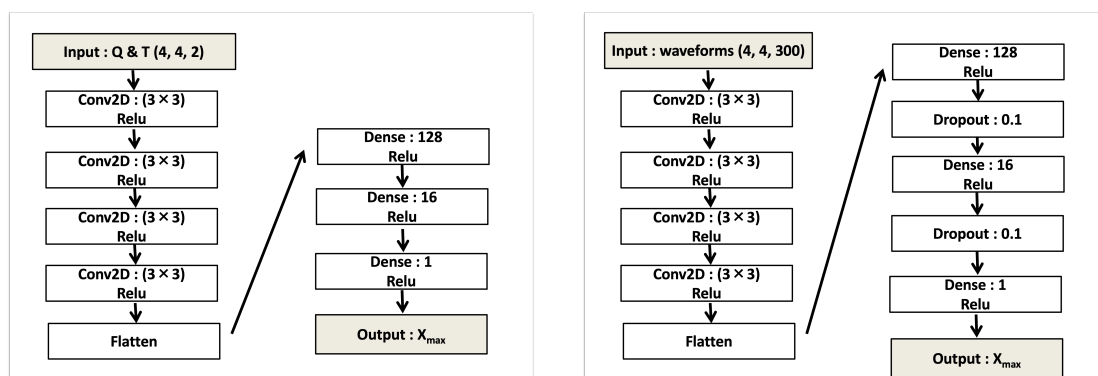 Input : Q & T (4, 4, 2)
Conv2D : (3 × 3)
Relu
Conv2D : (3 × 3)
Relu
Conv2D : (3 × 3)
Relu
Conv2D : (3 × 3)
Relu
Flatten
Dense : 128
Relu
Dense : 16
Relu
Dense : 1
Relu
Output : Xmax
Input : waveforms (4, 4, 300)
Conv2D : (3 × 3)
Relu
Conv2D : (3 × 3)
Relu
Conv2D : (3 × 3)
Relu
Conv2D : (3 × 3)
Relu
Flatten
Dense : 128
Relu
Dropout : 0.1
Dense : 16
Relu
Dropout : 0.1
Dense : 1
Relu
Output : Xmax